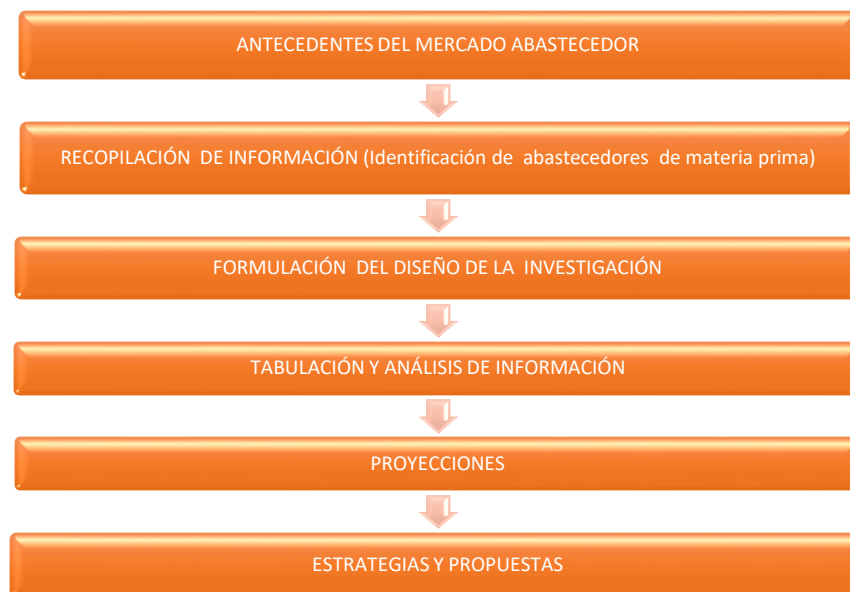 ANTECEDENTES DEL MERCADO ABASTECEDOR
RECOPILACIÓN DE INFORMACIÓN (Identificación de abastecedores de materia prima)
FORMULACIÓN DEL DISEÑO DE LA INVESTIGACIÓN
TABULACIÓN Y ANÁLISIS DE INFORMACIÓN
PROYECCIONES
ESTRATEGIAS Y PROPUESTAS